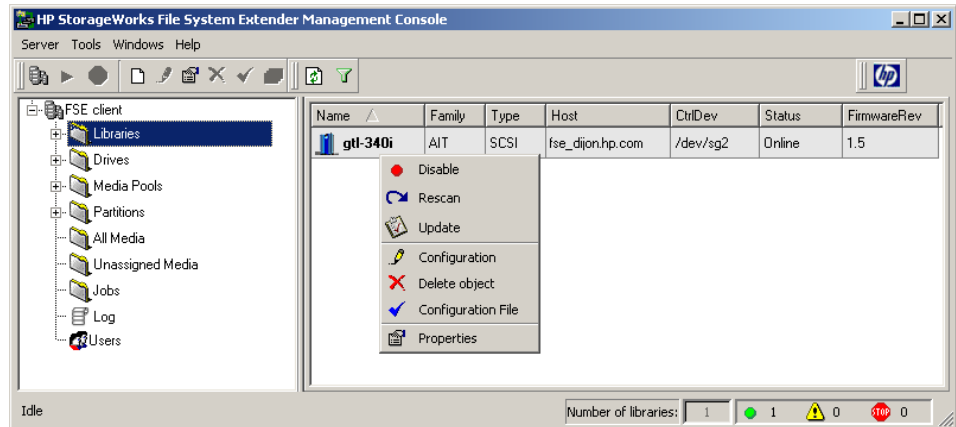 HP StorageWorks File System Extender Management Console
Server Tools Windows Help
hp
FSE client
Libraries
Drives
Media Pools
Partitions
All Media
Unassigned Media
Jobs
Log
Users
Name Family Type Host CtrlDev Status FirmwareRev
gtl-340i AIT SCSI fse_dijon.hp.com /dev/sg2 Online 1.5
Disable
Rescan
Update
Configuration
Delete object
Configuration File
Properties
Idle
Number of libraries: 1 1 0 STOP 0